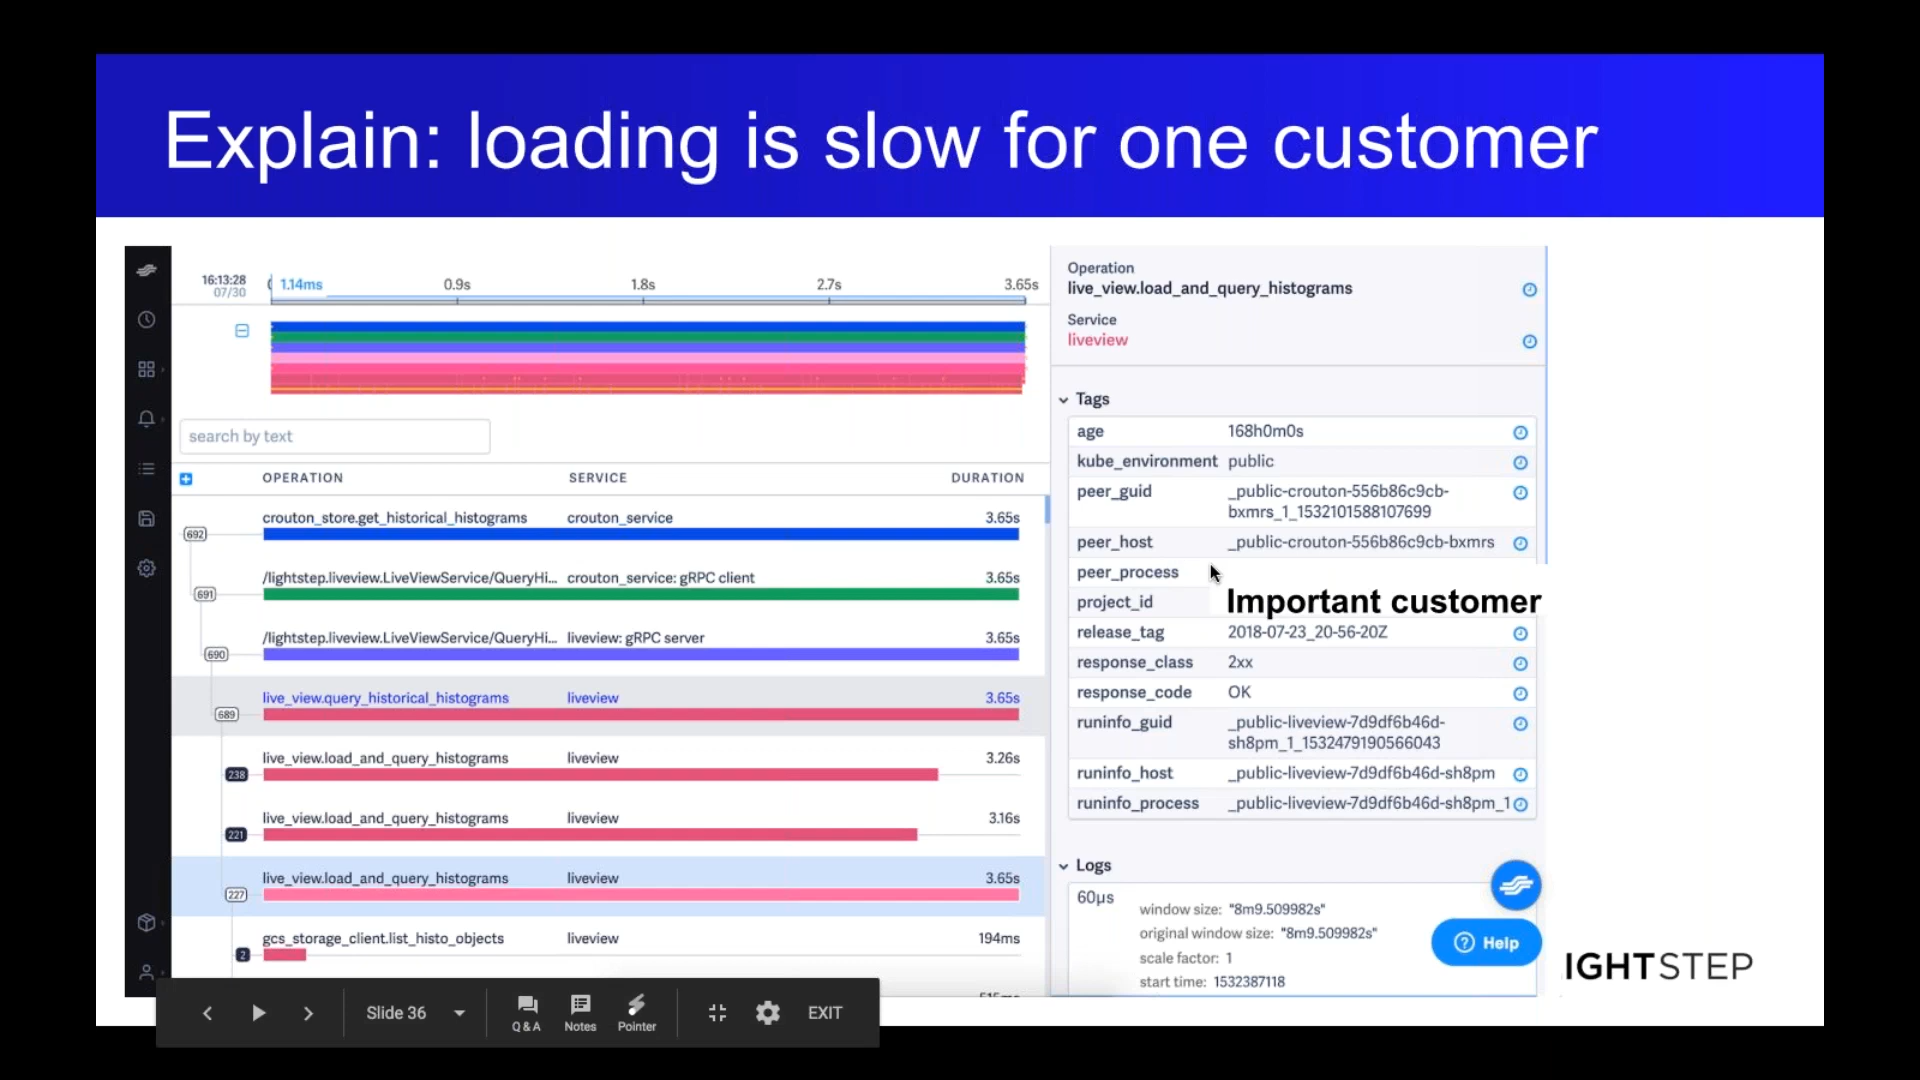 Explain: loading is slow for one customer
16:13:28
07/30
1.14ms 0.9s 1.8s 2.7s 3.65s
search by text
OPERATION SERVICE DURATION
crouton_store.get_historical_histograms crouton_service 3.65s
692
/lightstep.liveview.LiveViewService/QueryHi... crouton_service: gRPC client 3.65s
691
/lightstep.liveview.LiveViewService/QueryHi... liveview: gRPC server 3.65s
690
live_view.query_historical_histograms liveview 3.65s
689
live_view.load_and_query_histograms liveview 3.26s
238
live_view.load_and_query_histograms liveview 3.16s
221
live_view.load_and_query_histograms liveview 3.65s
227
gcs_storage_client.list_histo_objects liveview 194ms
2
Operation
live_view.load_and_query_histograms
Service
liveview
Tags
age 168h0m0s
kube_environment public
peer_guid _public-crouton-556b86c9cb-
bxmrs_1_1532101588107699
peer_host _public-crouton-556b86c9cb-bxmrs
peer_process
project_id Important customer
release_tag 2018-07-23_20-56-20Z
response_class 2xx
response_code OK
runinfo_guid _public-liveview-7d9df6b46d-
sh8pm_1_1532479190566043
runinfo_host _public-liveview-7d9df6b46d-sh8pm
runinfo_process _public-liveview-7d9df6b46d-sh8pm_1
Logs
60µs
window size: "8m9.509982s"
original window size: "8m9.509982s"
scale factor: 1
start time: 1532387118
Help
IGHTSTEP
Slide 36
Q & A Notes Pointer
EXIT